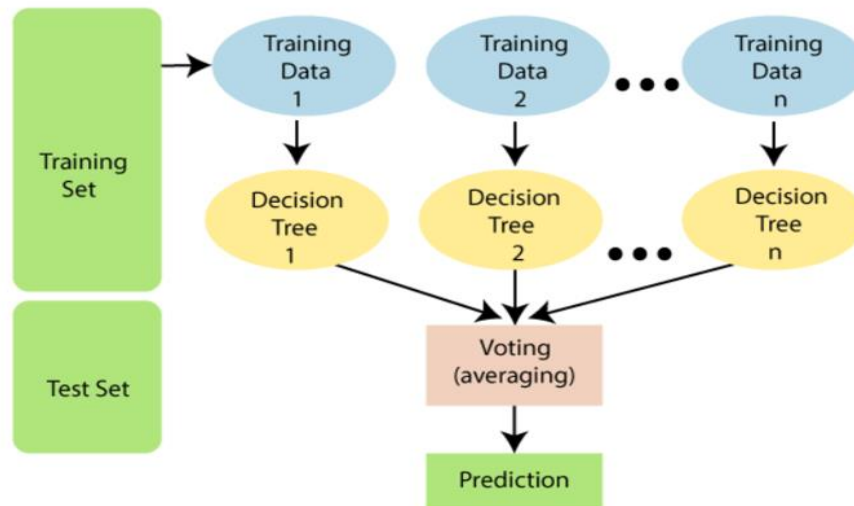 Training
Set
Test Set
Training
Data
1
Training
Data
2
Training
Data
n
Decision
Tree
1
Decision
Tree
2
Decision
Tree
n
Voting
(averaging)
Prediction